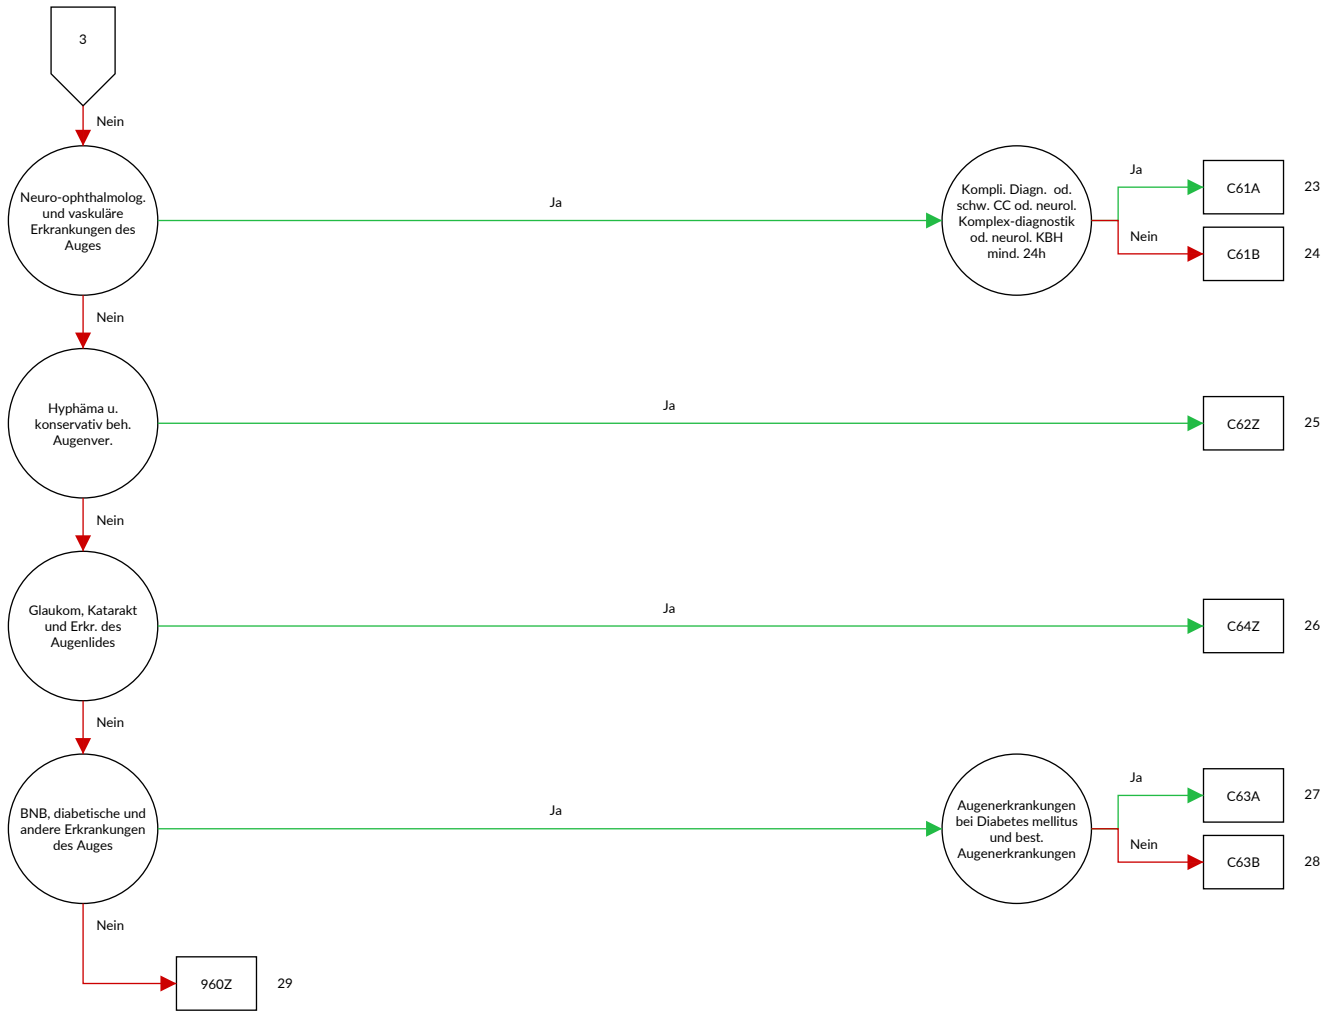 3
Nein
Neuro-ophthalmolog.
und vaskuläre
Erkrankungen des
Auges
Ja
Kompli. Diagn. od.
schw. CC od. neurol.
Komplex-diagnostik
od. neurol. KBH
mind. 24h
Ja
C61A
23
Nein
C61B
24
Nein
Hyphäma u.
konservativ beh.
Augenver.
Ja
C62Z
25
Nein
Glaukom, Katarakt
und Erkr. des
Augenlides
Ja
C64Z
26
Nein
BNB, diabetische und
andere Erkrankungen
des Auges
Ja
Augenerkrankungen
bei Diabetes mellitus
und best.
Augenerkrankungen
Ja
C63A
27
Nein
C63B
28
Nein
960Z
29